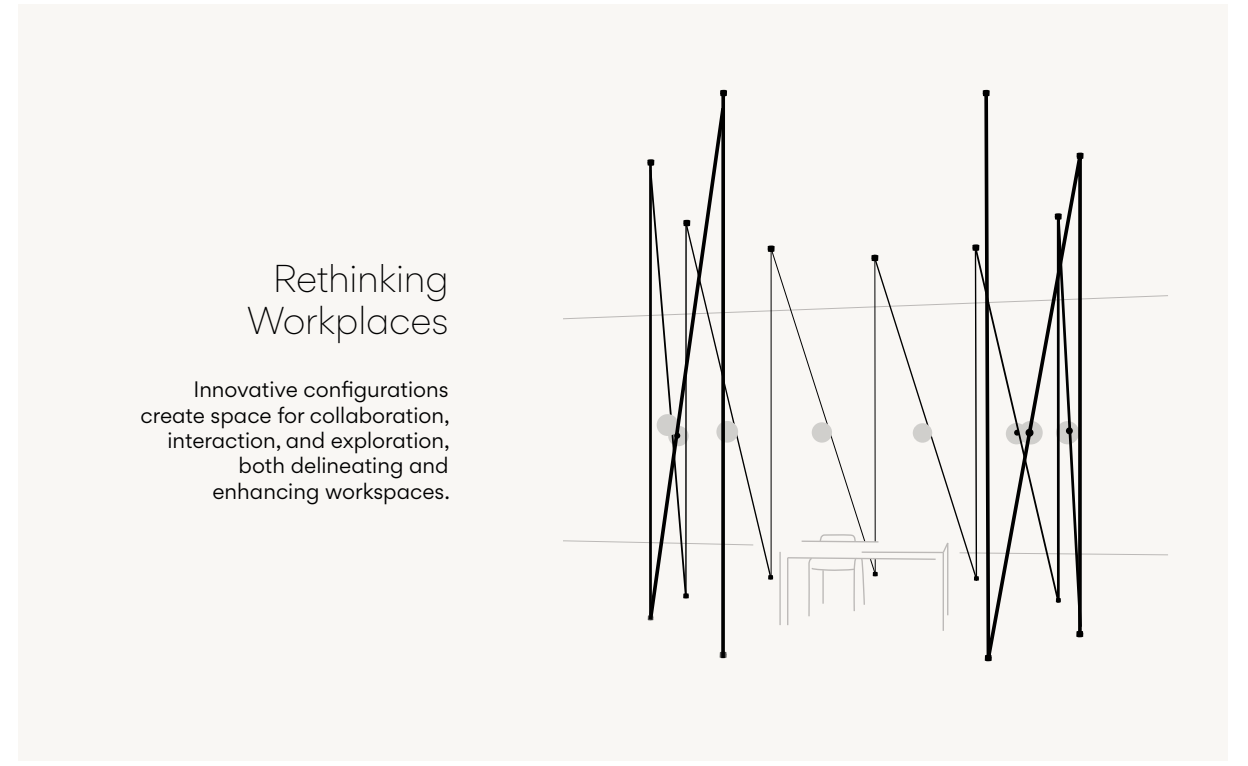 Rethinking
Workplaces
Innovative configurations
create space for collaboration,
interaction, and exploration,
both delineating and
enhancing workspaces.